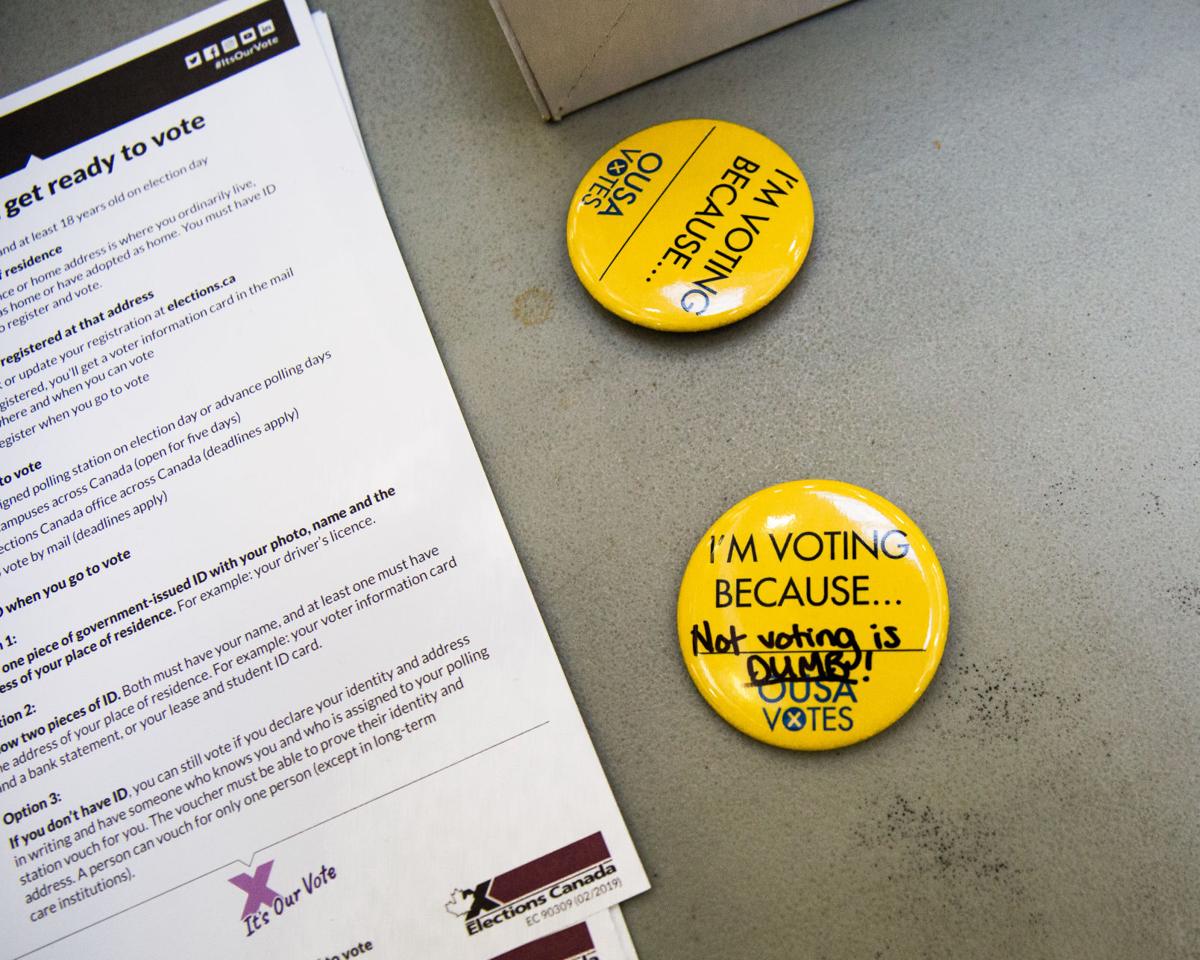 #ItsOurVote
get ready to vote
and at least 18 years old on election day
residence
or home address is where you ordinarily live,
as home or have adopted as home. You must have ID
register and vote.
registered at that address
or update your registration at elections.ca
you'll get a voter information card in the mail
where and when you can vote
register when you go to vote
to vote
polling station on election day or advance polling days
campuses across Canada (open for five days)
Elections Canada office across Canada (deadlines apply)
vote by mail (deadlines apply)
when you go to vote
1:
one piece of government-issued ID with your photo, name and the
of your place of residence. For example: your driver's licence.
2:
two pieces of ID. Both must have your name, and at least one must have
address of your place of residence. For example: your voter information card
and a bank statement, or your lease and student ID card.
Option 3:
If you don't have ID, you can still vote if you declare your identity and address
in writing and have someone who knows you and who is assigned to your polling
station vouch for you. The voucher must be able to prove their identity and
address. A person can vouch for only one person (except in long-term
care institutions).
It's Our Vote
Elections Canada
EC 90309 (02/2019)
to vote
I'M VOTING
BECAUSE...
OUSA
VOTES
I'M VOTING
BECAUSE...
Not voting is
DUMB!!
OUSA
VOTES